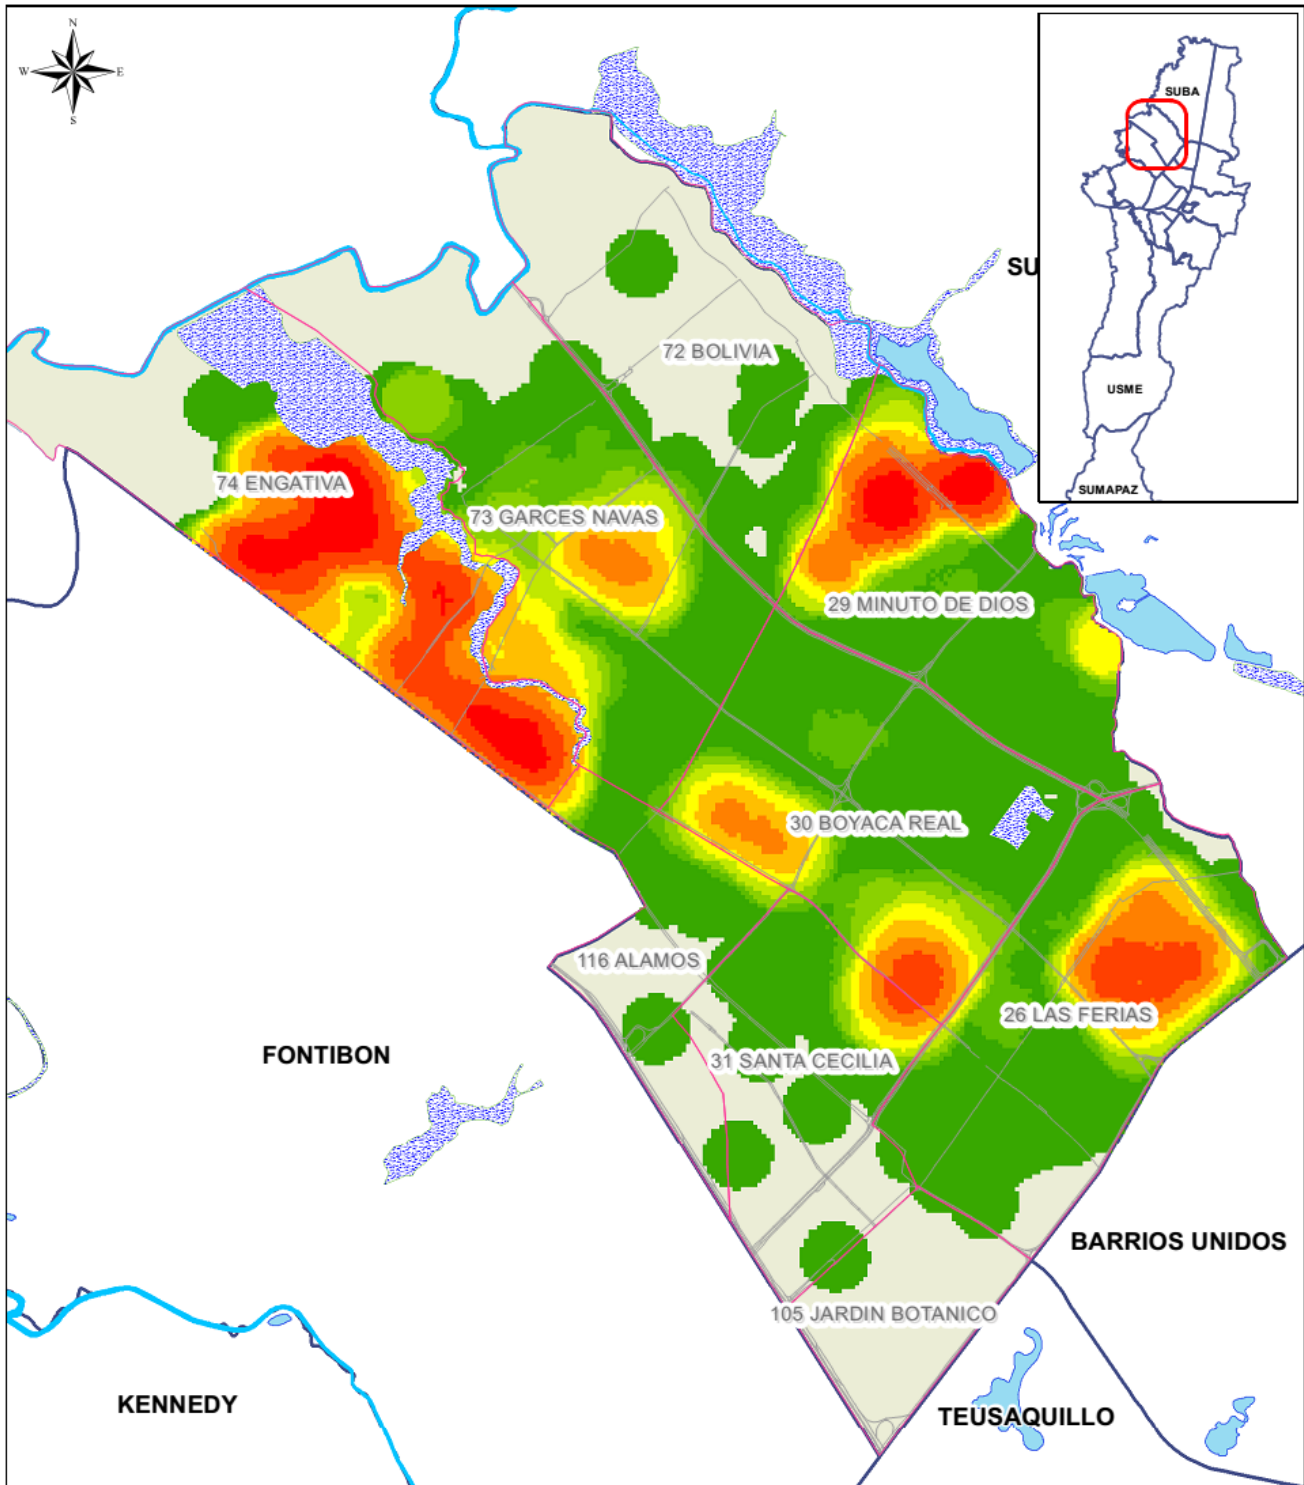 N
W E
S
SUBA
USME
SUMAPAZ
SU
72 BOLIVIA
74 ENGATIVA
73 GARCES NAVAS
29 MINUTO DE DIOS
30 BOYACA REAL
116 ALAMOS
26 LAS FERIAS
31 SANTA CECILIA
FONTIBON
BARRIOS UNIDOS
105 JARDIN BOTANICO
KENNEDY
TEUSAQUILLO